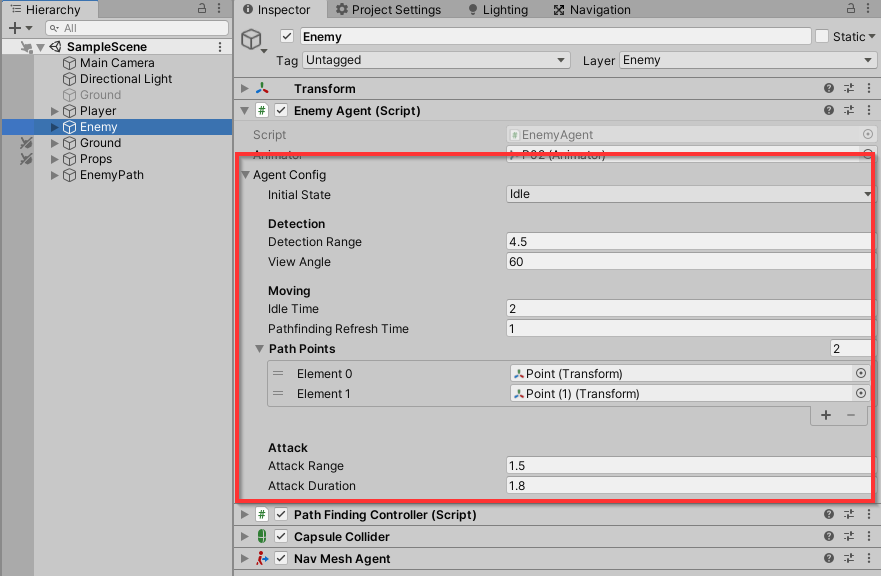 Hierarchy
All
SampleScene
Main Camera
Directional Light
Ground
Player
Enemy
Ground
Props
EnemyPath
Inspector
Project Settings
Lighting
Navigation
Enemy
Static
Tag Untagged
Layer Enemy
Transform
# Enemy Agent (Script)
Script
# EnemyAgent
Animator
(Animator)
Agent Config
Initial State
Idle
Detection
Detection Range
4.5
View Angle
60
Moving
Idle Time
2
Pathfinding Refresh Time
1
Path Points
2
Element 0
Point (Transform)
Element 1
Point (1) (Transform)
+ −
Attack
Attack Range
1.5
Attack Duration
1.8
# Path Finding Controller (Script)
Capsule Collider
Nav Mesh Agent